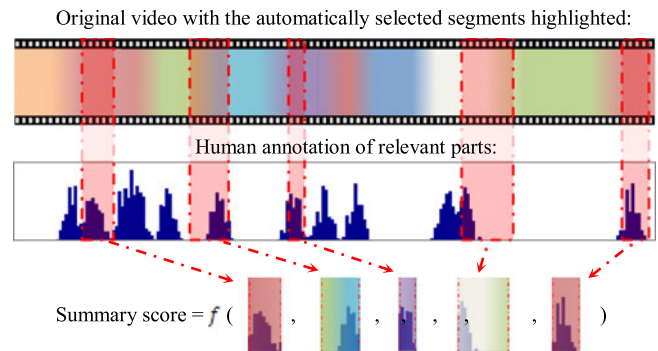 Original video with the automatically selected segments highlighted:
Human annotation of relevant parts:
Summary score = f ( , , , , , )